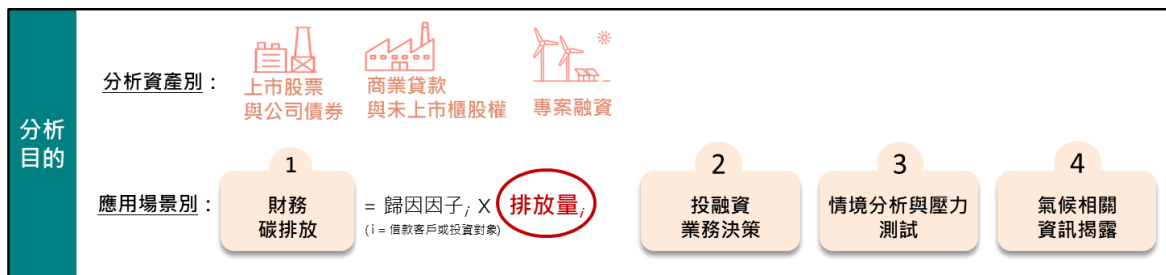 分析
目的
分析資產別：
上市股票
與公司債券
商業貸款
與未上市櫃股權
專案融資
應用場景別：
1
財務
碳排放
= 歸因因子i X 排放量i
(i = 借款客戶或投資對象)
2
投融資
業務決策
3
情境分析與壓力
測試
4
氣候相關
資訊揭露